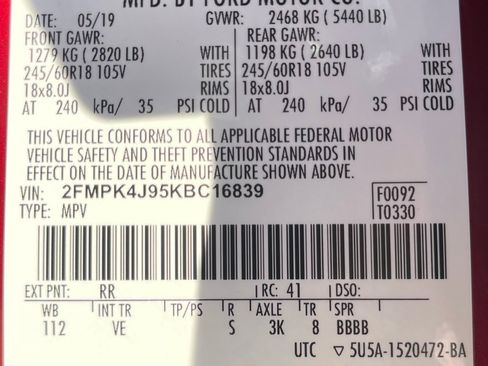 MFD. BY FORD MOTOR CO.
DATE: 05/19 GVWR: 2468 KG ( 5440 LB)
FRONT GAWR: REAR GAWR:
1279 KG ( 2820 LB) WITH 1198 KG ( 2640 LB) WITH
245/60R18 105V TIRES 245/60R18 105V TIRES
18x8.0J RIMS 18x8.0J RIMS
AT 240 kPa/ 35 PSI COLD AT 240 kPa/ 35 PSI COLD
THIS VEHICLE CONFORMS TO ALL APPLICABLE FEDERAL MOTOR
VEHICLE SAFETY AND THEFT PREVENTION STANDARDS IN
EFFECT ON THE DATE OF MANUFACTURE SHOWN ABOVE.
VIN: 2FMPK4J95KBC16839 F0092
TYPE: MPV T0330
EXT PNT: RR RC: 41 DSO:
WB INT TR TP/PS R AXLE TR SPR
112 VE S 3K 8 BBBB
UTC ▽ 5U5A-1520472-BA